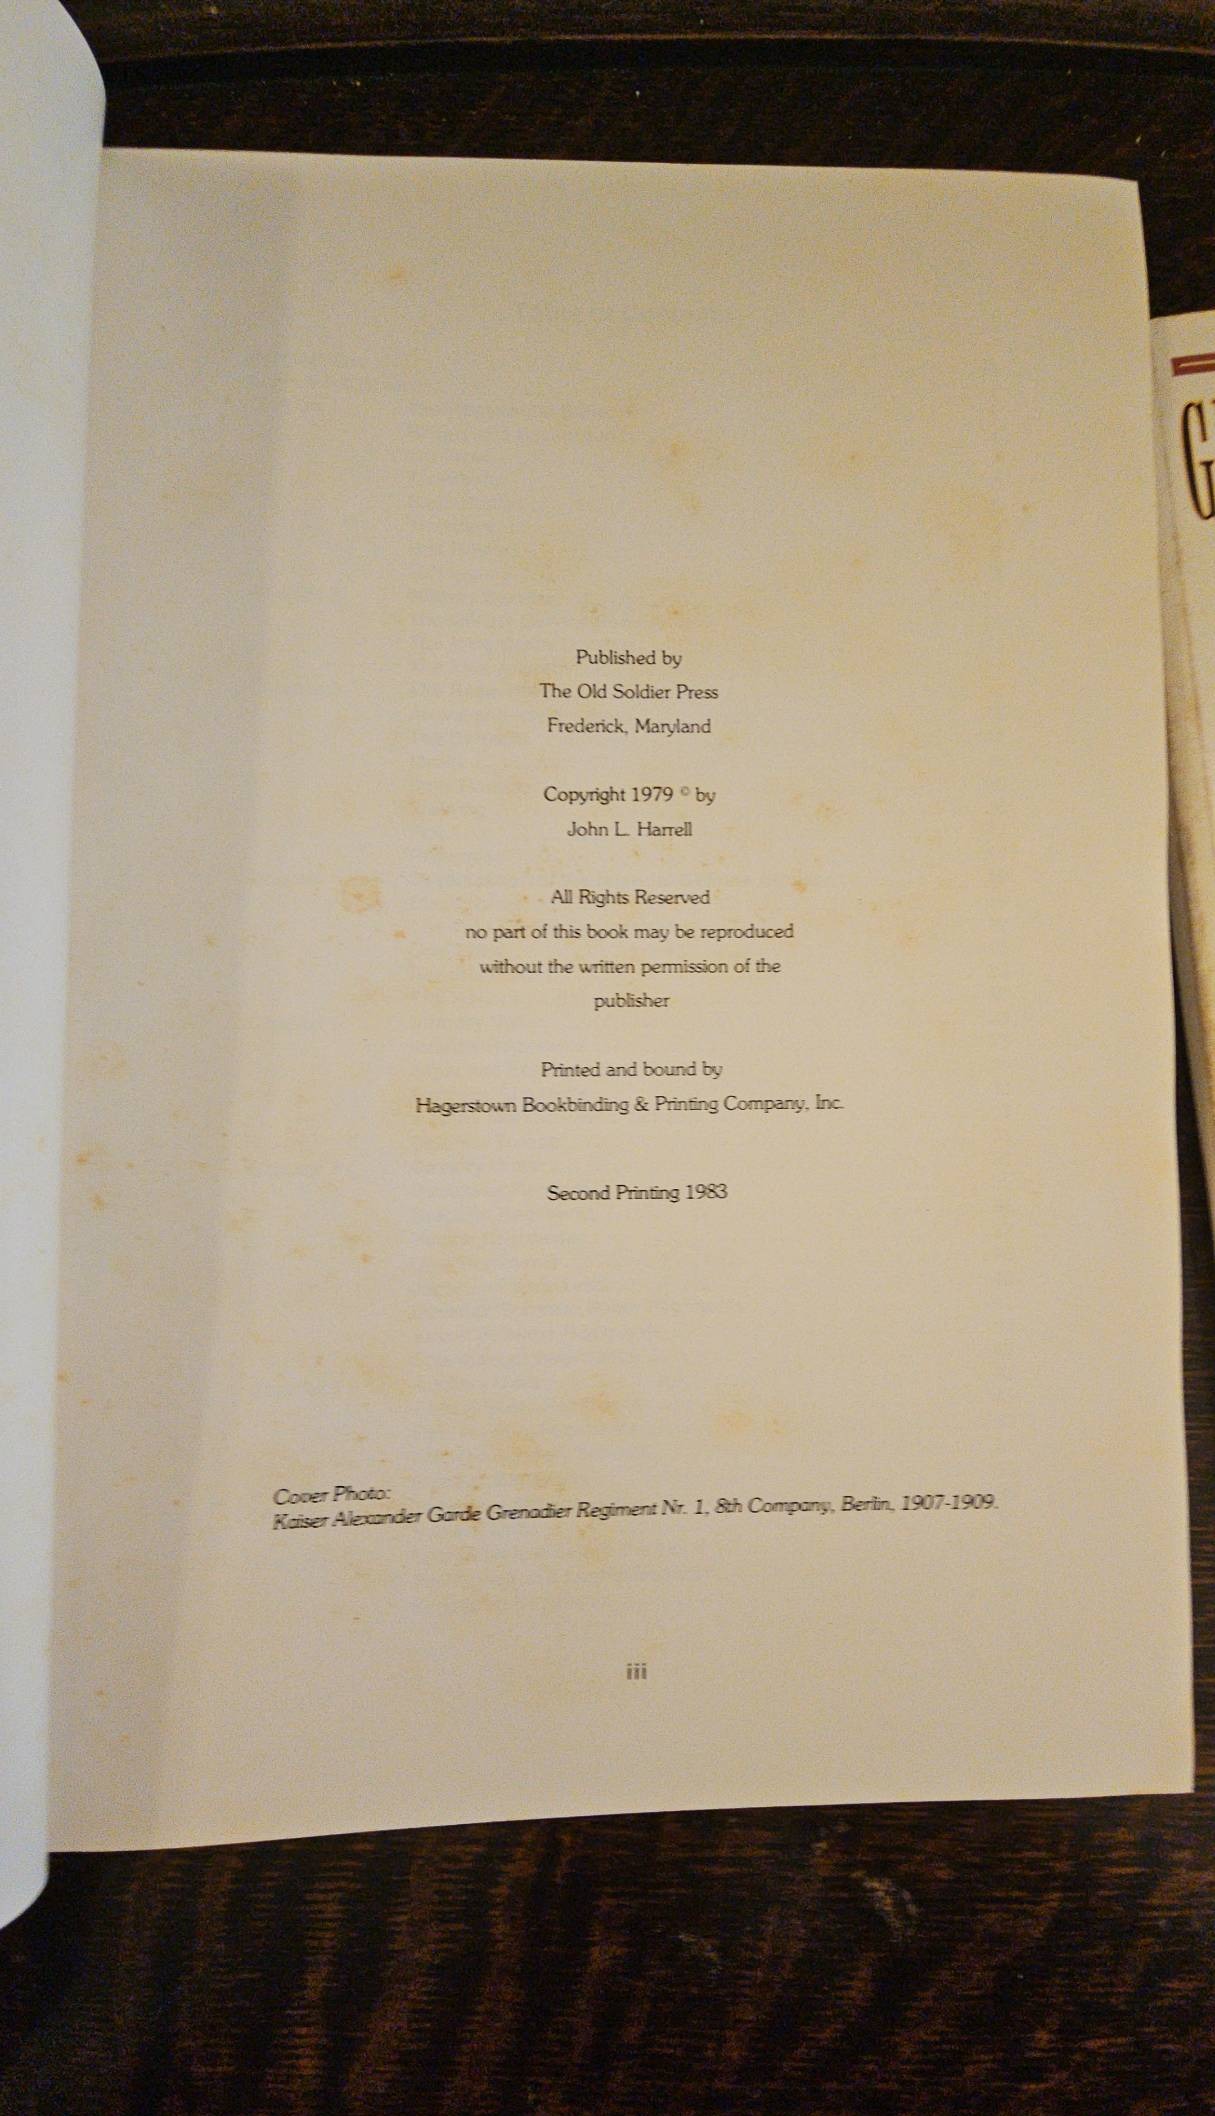 Published by
The Old Soldier Press
Frederick, Maryland
Copyright 1979 © by
John L. Harrell
All Rights Reserved
no part of this book may be reproduced
without the written permission of the
publisher
Printed and bound by
Hagerstown Bookbinding & Printing Company, Inc.
Second Printing 1983
Cover Photo:
Kaiser Alexander Garde Grenadier Regiment Nr. 1, 8th Company, Berlin, 1907-1909.
iii